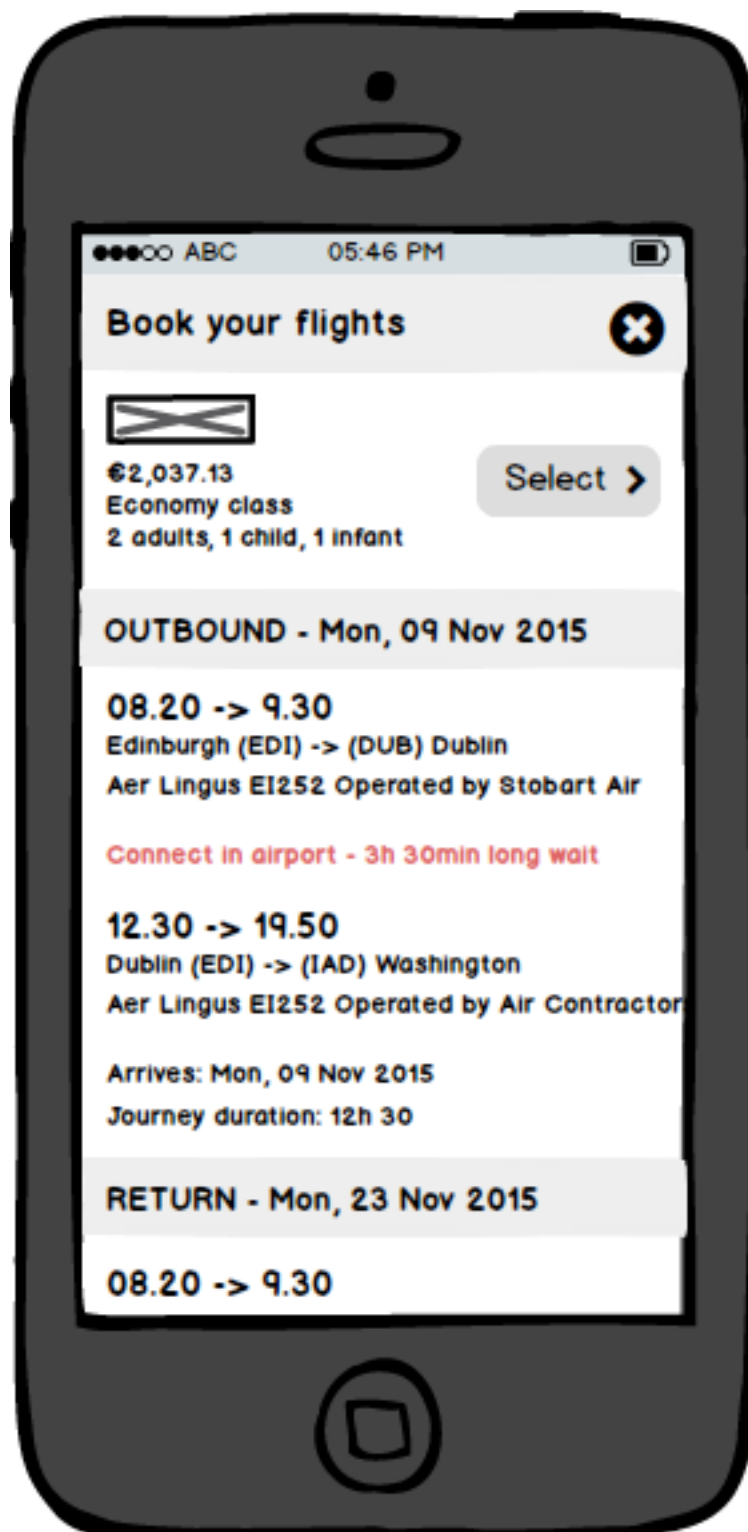 ABC 05:46 PM
Book your flights
€2,037.13
Select
Economy class
2 adults, 1 child, 1 infant
OUTBOUND - Mon, 09 Nov 2015
08.20 -> 9.30
Edinburgh (EDI) -> (DUB) Dublin
Aer Lingus EI252 Operated by Stobart Air
Connect in airport - 3h 30min long wait
12.30 -> 19.50
Dublin (EDI) -> (IAD) Washington
Aer Lingus EI252 Operated by Air Contractor
Arrives: Mon, 09 Nov 2015
Journey duration: 12h 30
RETURN - Mon, 23 Nov 2015
08.20 -> 9.30